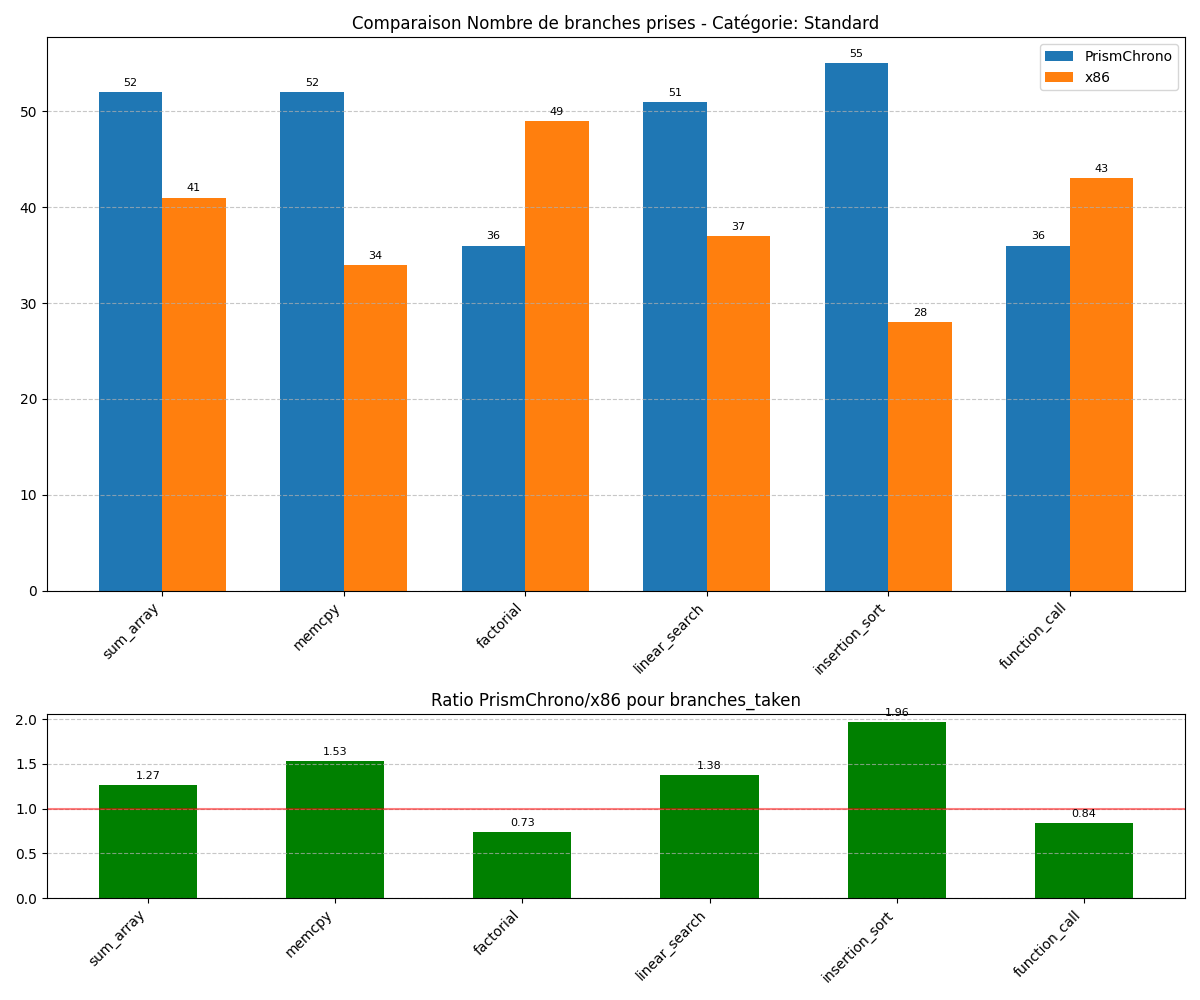 Comparaison Nombre de branches prises - Catégorie: Standard
PrismChrono
x86
52
41
52
34
36
49
51
37
55
28
36
43
50
40
30
20
10
0
sum_array
memcpy
factorial
linear_search
insertion_sort
function_call
Ratio PrismChrono/x86 pour branches_taken
2.0
1.5
1.0
0.5
0.0
1.27
1.53
0.73
1.38
1.96
0.84
sum_array
memcpy
factorial
linear_search
insertion_sort
function_call